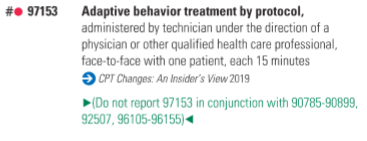 #● 97153 Adaptive behavior treatment by protocol,
administered by technician under the direction of a
physician or other qualified health care professional,
face-to-face with one patient, each 15 minutes
➲ CPT Changes: An Insider's View 2019
►(Do not report 97153 in conjunction with 90785-90899,
92507, 96105-96155)◄